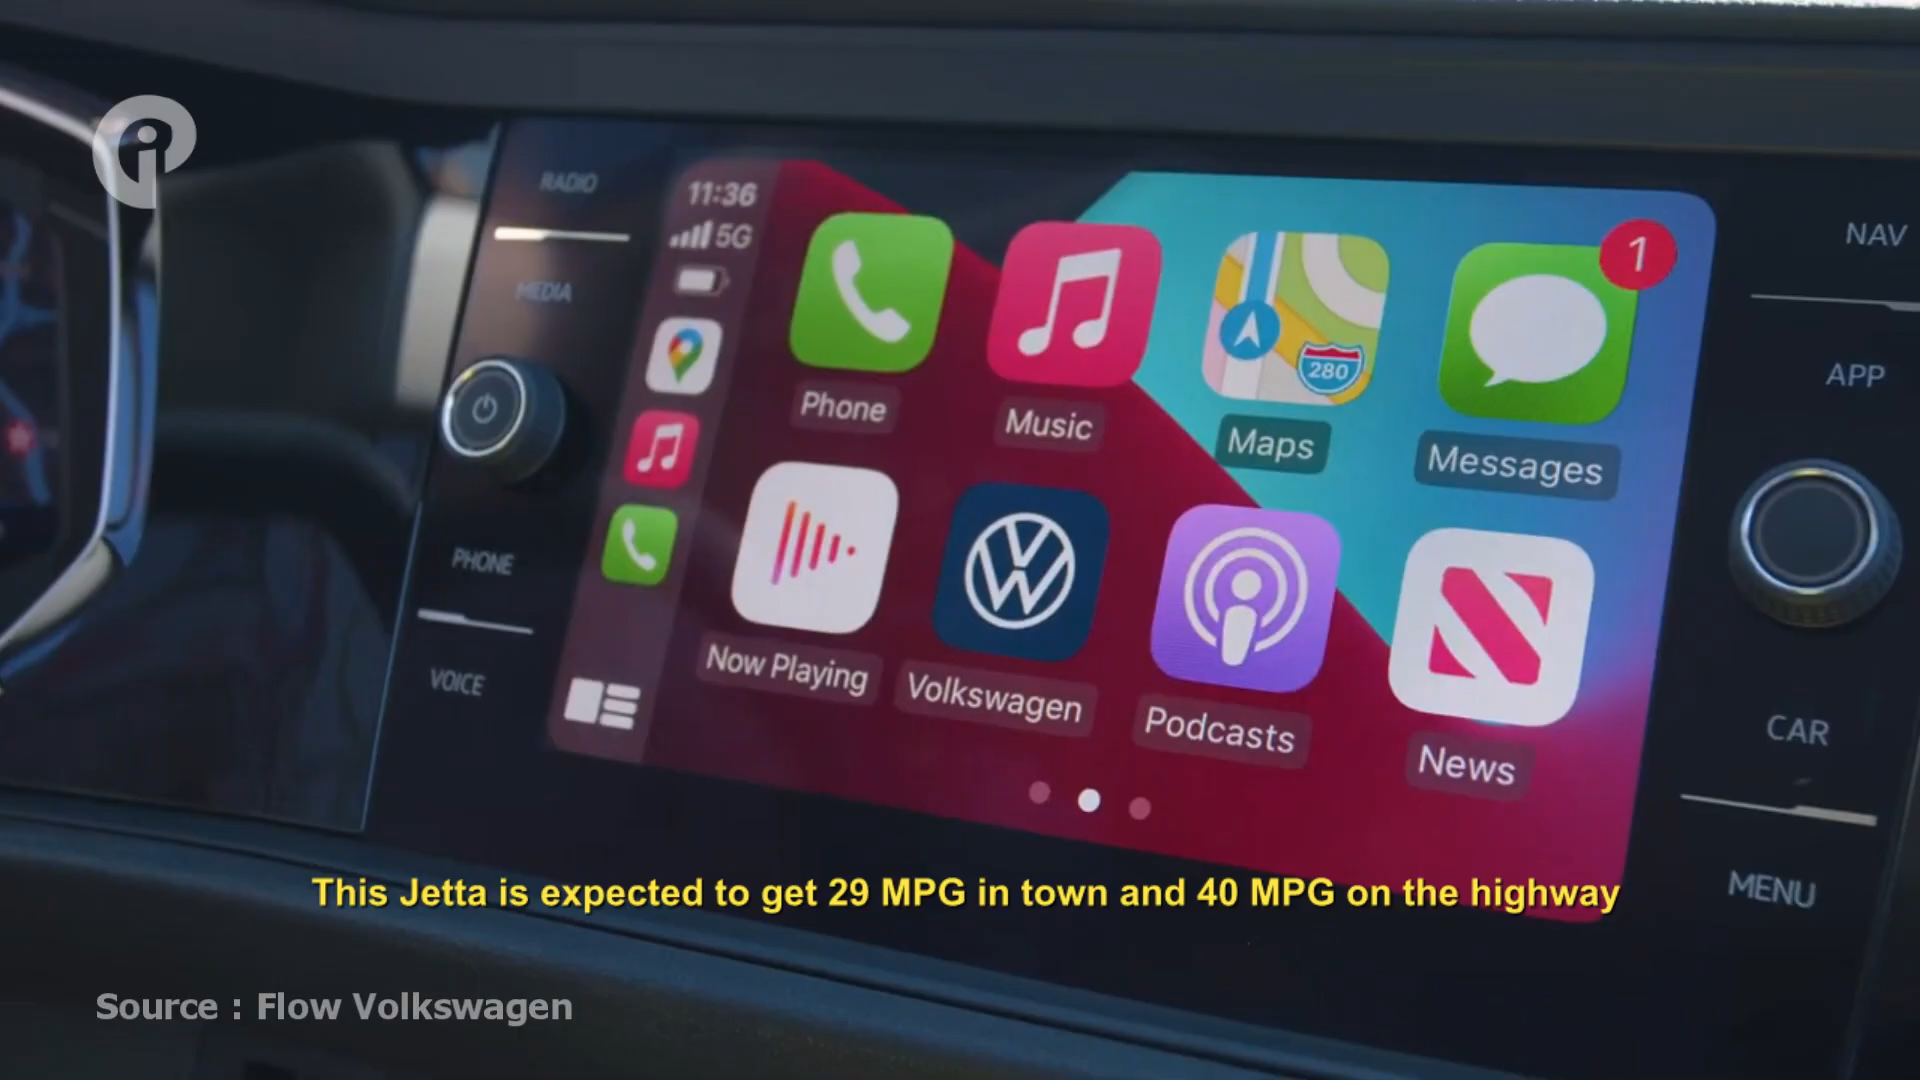 RADIO
MEDIA
PHONE
VOICE
11:36
5G
Phone
Music
280
Maps
1
Messages
Now Playing
Volkswagen
Podcasts
News
NAV
APP
CAR
MENU
This Jetta is expected to get 29 MPG in town and 40 MPG on the highway
Source : Flow Volkswagen